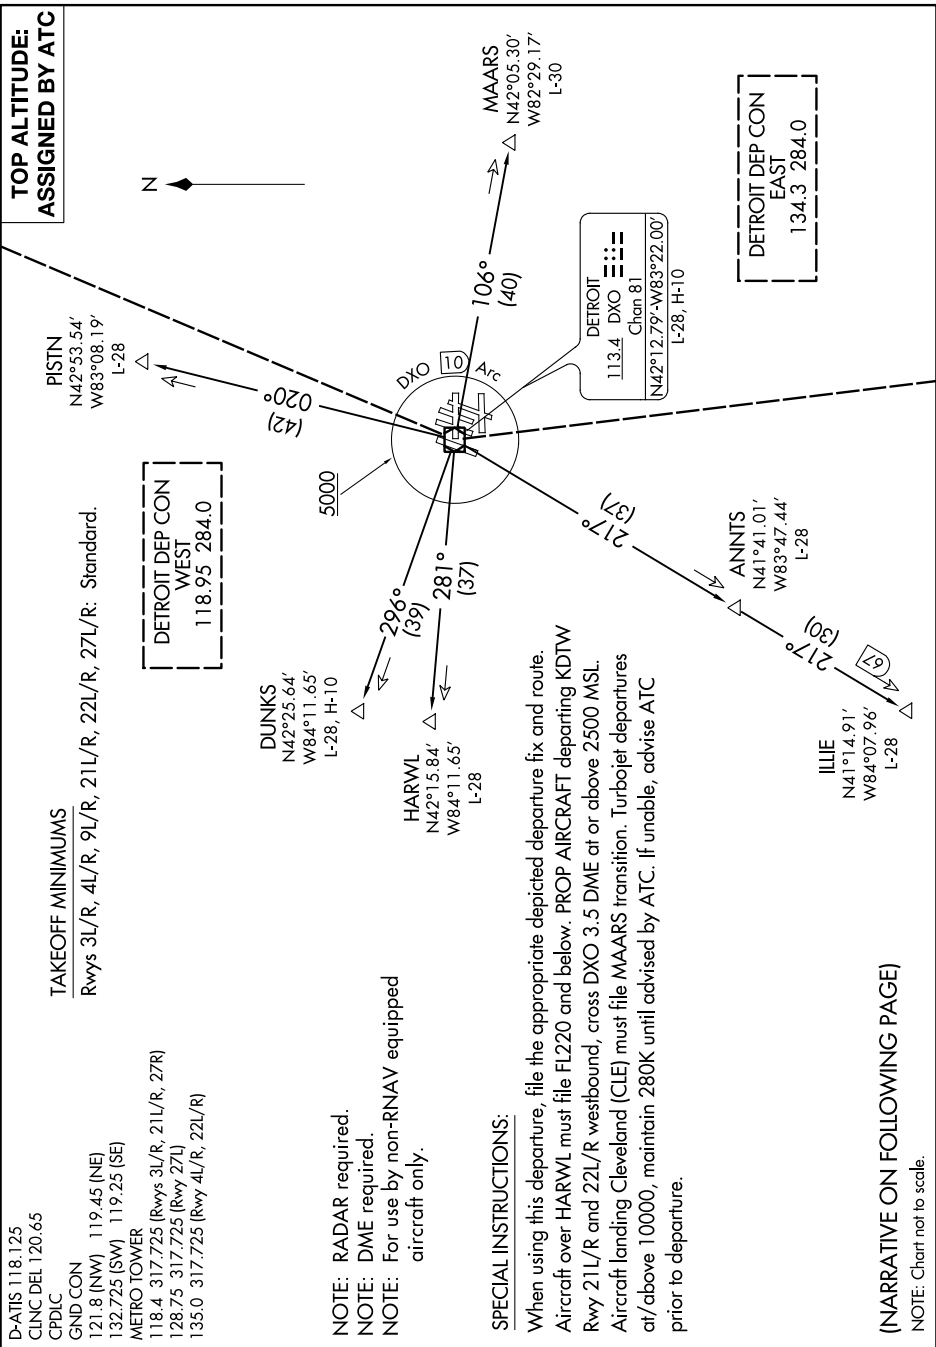 TOP ALTITUDE:
ASSIGNED BY ATC
D-ATIS 118.125
CLNC DEL 120.65
CPDLC
GND CON
121.8 (NW) 119.45 (NE)
132.725 (SW) 119.25 (SE)
METRO TOWER
118.4 317.725 (Rwys 3L/R, 21L/R, 27R)
128.75 317.725 (Rwy 27L)
135.0 317.725 (Rwy 4L/R, 22L/R)
TAKEOFF MINIMUMS
Rwys 3L/R, 4L/R, 9L/R, 21L/R, 22L/R, 27L/R: Standard.
DETROIT DEP CON
WEST
118.95 284.0
PISTN
N42°53.54'
W83°08.19'
L-28
N
020°
(42)
MAARS
N42°05.30'
W82°29.17'
L-30
106°
(40)
DXO 10 Arc
5000
DETROIT
113.4 DXO
Chan 81
N42°12.79'-W83°22.00'
L-28, H-10
DETROIT DEP CON
EAST
134.3 284.0
DUNKS
N42°25.64'
W84°11.65'
L-28, H-10
296°
(39)
HARWL
N42°15.84'
W84°11.65'
L-28
281°
(37)
217°
(37)
ANNTS
N41°41.01'
W83°47.44'
L-28
217°
(30)
67
ILLIE
N41°14.91'
W84°07.96'
L-28
NOTE: RADAR required.
NOTE: DME required.
NOTE: For use by non-RNAV equipped
aircraft only.
SPECIAL INSTRUCTIONS:
When using this departure, file the appropriate depicted departure fix and route.
Aircraft over HARWL must file FL220 and below. PROP AIRCRAFT departing KDTW
Rwy 21L/R and 22L/R westbound, cross DXO 3.5 DME at or above 2500 MSL.
Aircraft landing Cleveland (CLE) must file MAARS transition. Turbojet departures
at/above 10000, maintain 280K until advised by ATC. If unable, advise ATC
prior to departure.
(NARRATIVE ON FOLLOWING PAGE)
NOTE: Chart not to scale.